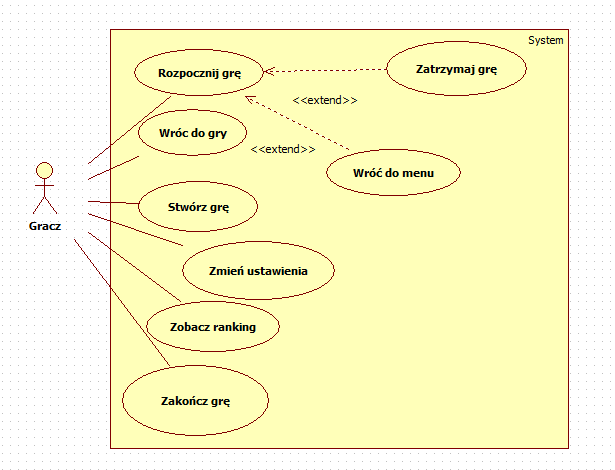 System
Rozpocznij grę
Zatrzymaj grę
<<extend>>
Wróc do gry
<<extend>>
Wróć do menu
Stwórz grę
Gracz
Zmień ustawienia
Zobacz ranking
Zakończ grę